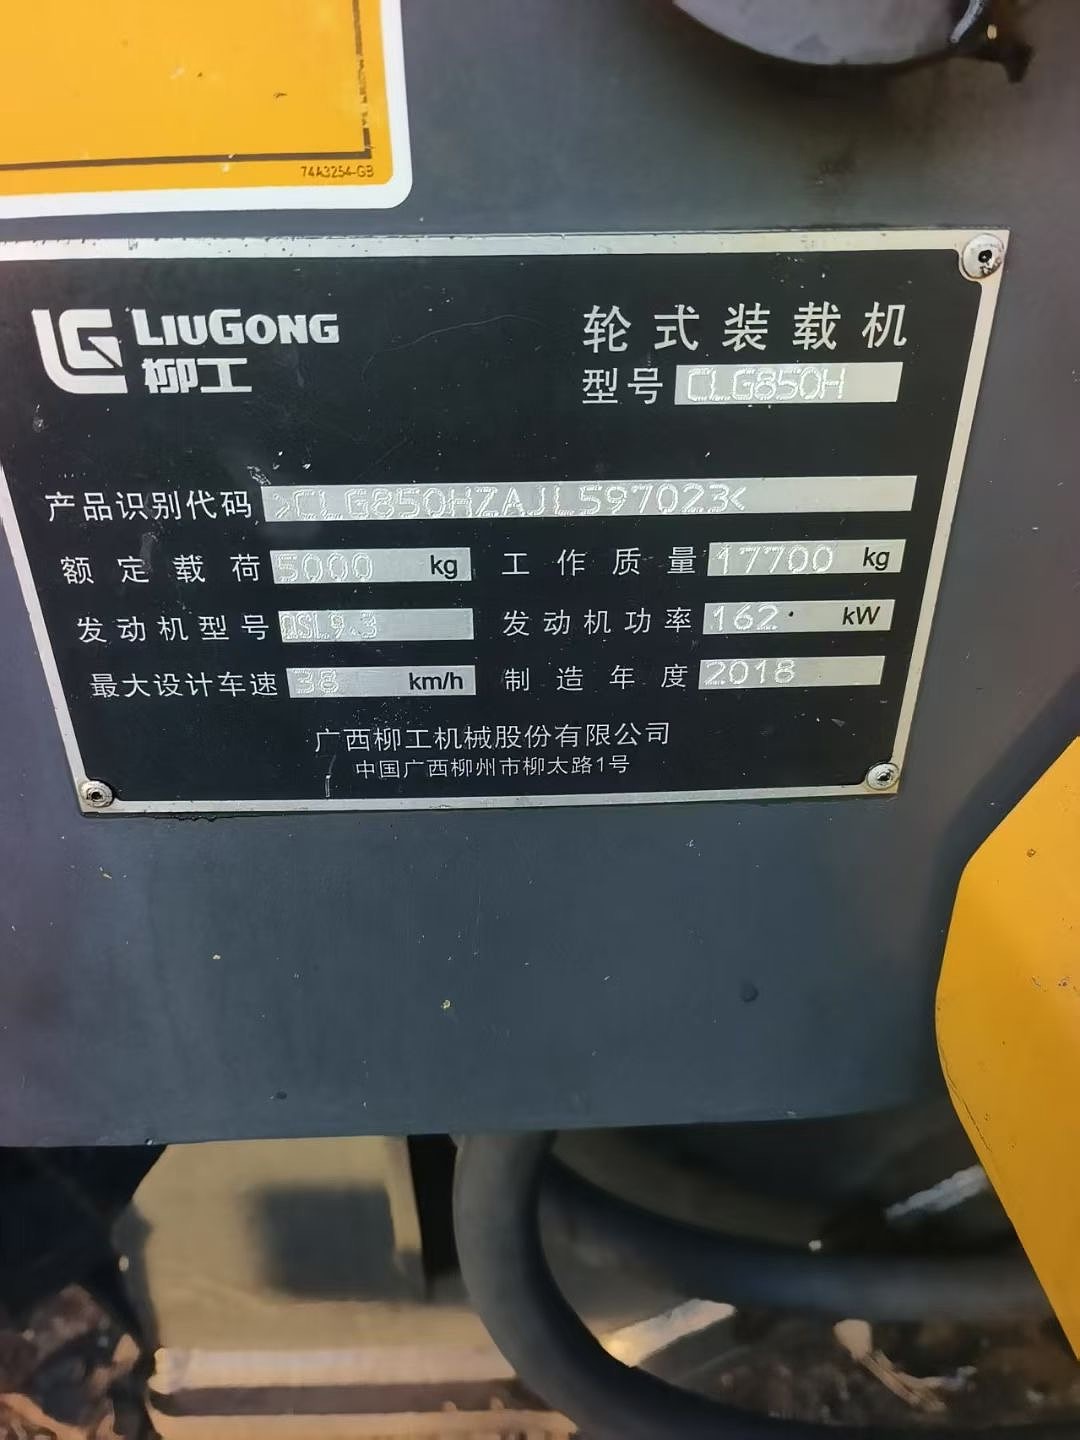 74A3254-GB
LIUGONG
柳工
轮式装载机
型号 CLG850H
产品识别代码 >CLG850HZAJL597023<
额定载荷 5000 kg 工作质量 17700 kg
发动机型号 QSL9.3 发动机功率 162· kW
最大设计车速 38 km/h 制造年度 2018
广西柳工机械股份有限公司
中国广西柳州市柳太路1号